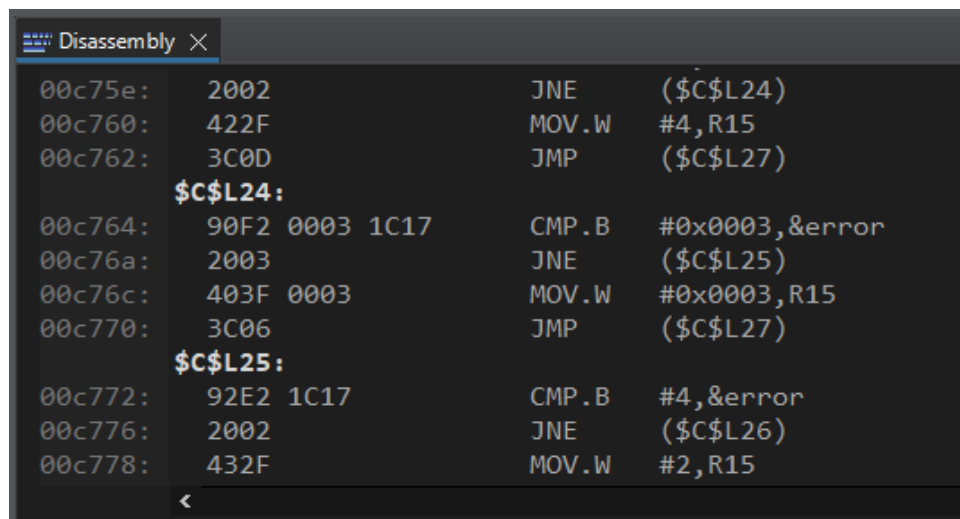 Disassembly
00c75e: 2002 JNE ($C$L24)
00c760: 422F MOV.W #4,R15
00c762: 3C0D JMP ($C$L27)
$C$L24:
00c764: 90F2 0003 1C17 CMP.B #0x0003,&error
00c76a: 2003 JNE ($C$L25)
00c76c: 403F 0003 MOV.W #0x0003,R15
00c770: 3C06 JMP ($C$L27)
$C$L25:
00c772: 92E2 1C17 CMP.B #4,&error
00c776: 2002 JNE ($C$L26)
00c778: 432F MOV.W #2,R15